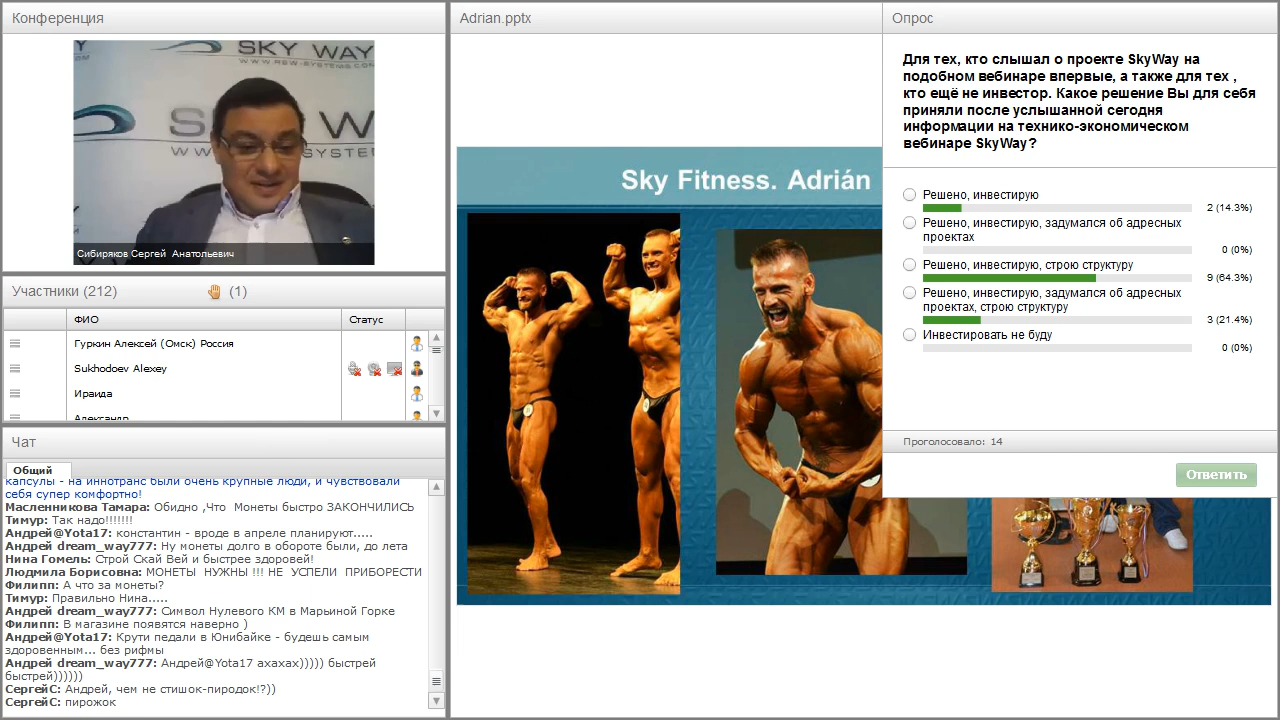 Конференция
SKY WAY
WWW.RSW-SYSTEMS.COM
SKY W
SYSTEM
Сибиряков Сергей Анатольевич
Участники (212)
(1)
ФИО
Статус
Гуркин Алексей (Омск) Россия
Sukhodoev Alexey
Ираида
Александр
Чат
Общий
капсулы - на иннотранс были очень крупные люди, и чувствовали
себя супер комфортно!
Масленникова Тамара: Обидно ,Что Монеты быстро ЗАКОНЧИЛИСЬ
Тимур: Так надо!!!!!!!
Андрей@Yota17: константин - вроде в апреле планируют.....
Андрей dream_way777: Ну монеты долго в обороте были, до лета
Нина Гомель: Строй Скай Вей и быстрее здоровей!
Людмила Борисовна: МОНЕТЫ НУЖНЫ !!! НЕ УСПЕЛИ ПРИБОРЕСТИ
Филипп: А что за монеты?
Тимур: Правильно Нина.....
Андрей dream_way777: Символ Нулевого КМ в Марьиной Горке
Филипп: В магазине появятся наверно )
Андрей@Yota17: Крути педали в Юнибайке - будешь самым
здоровенным... без рифмы
Андрей dream_way777: Андрей@Yota17 ахахах))))) быстрей
быстрей))))))
СергейС: Андрей, чем не стишок-пиродок!?))
СергейС: пирожок
Adrian.pptx
Sky Fitness. Adrián
Опрос
Для тех, кто слышал о проекте SkyWay на
подобном вебинаре впервые, а также для тех ,
кто ещё не инвестор. Какое решение Вы для себя
приняли после услышанной сегодня
информации на технико-экономическом
вебинаре SkyWay?
Решено, инвестирую
2 (14.3%)
Решено, инвестирую, задумался об адресных
проектах
0 (0%)
Решено, инвестирую, строю структуру
9 (64.3%)
Решено, инвестирую, задумался об адресных
проектах, строю структуру
3 (21.4%)
Инвестировать не буду
0 (0%)
Проголосовало: 14
Ответить